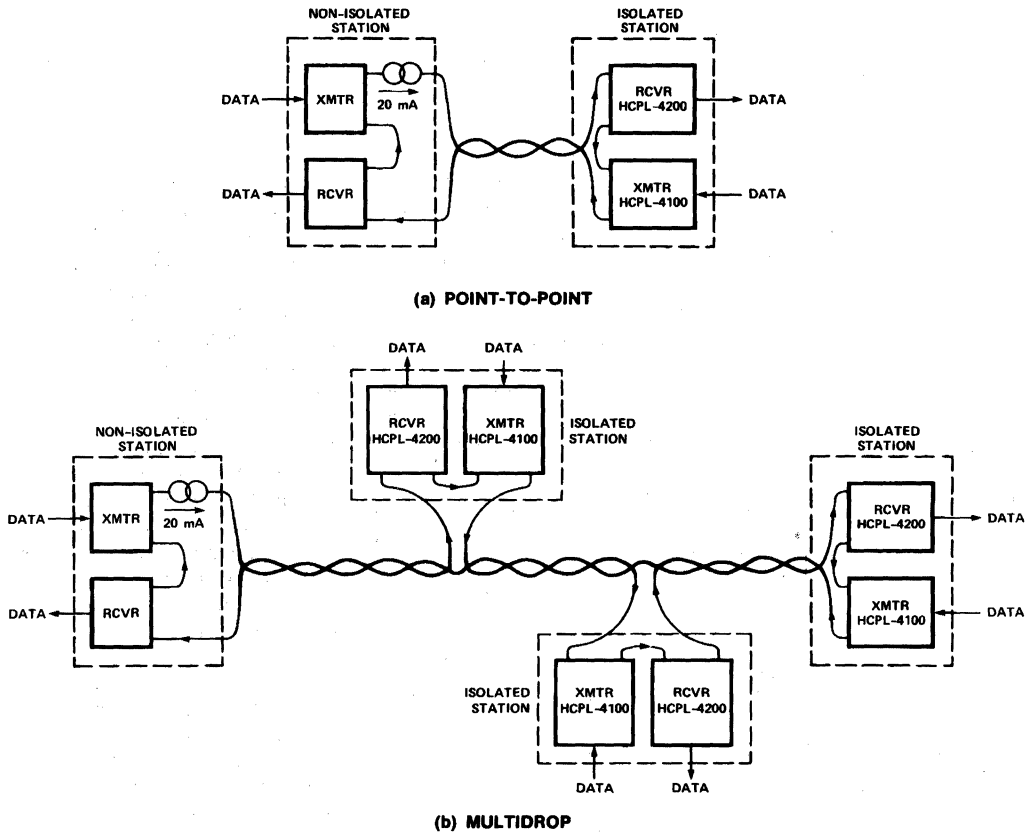 NON-ISOLATED
STATION
ISOLATED
STATION
DATA
XMTR
20 mA
RCVR
HCPL-4200
DATA
DATA
RCVR
XMTR
HCPL-4100
DATA
(a) POINT-TO-POINT
DATA
DATA
RCVR
HCPL-4200
XMTR
HCPL-4100
ISOLATED
STATION
NON-ISOLATED
STATION
ISOLATED
STATION
DATA
XMTR
20 mA
RCVR
HCPL-4200
DATA
DATA
RCVR
XMTR
HCPL-4100
DATA
ISOLATED
STATION
XMTR
HCPL-4100
RCVR
HCPL-4200
DATA
DATA
(b) MULTIDROP